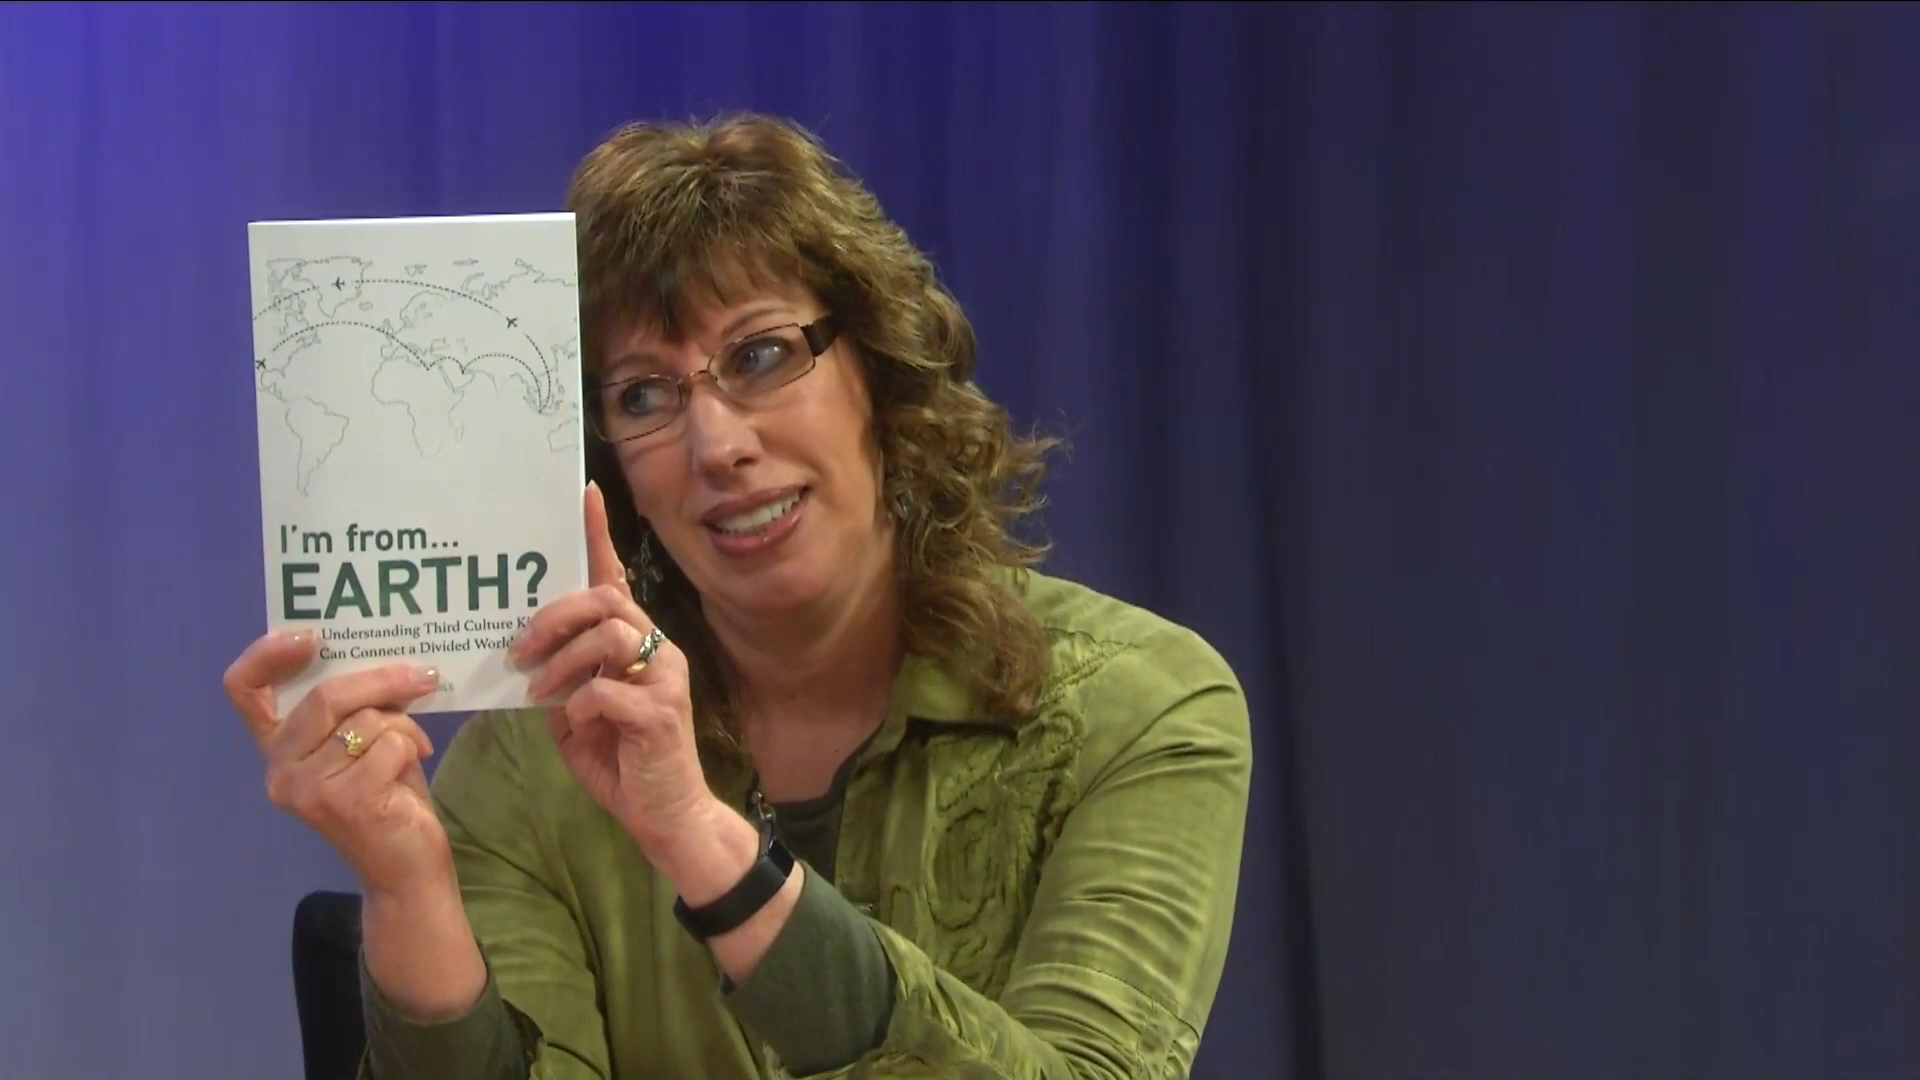 I'm from...
EARTH?
Understanding Third Culture
Can Connect a Divided World